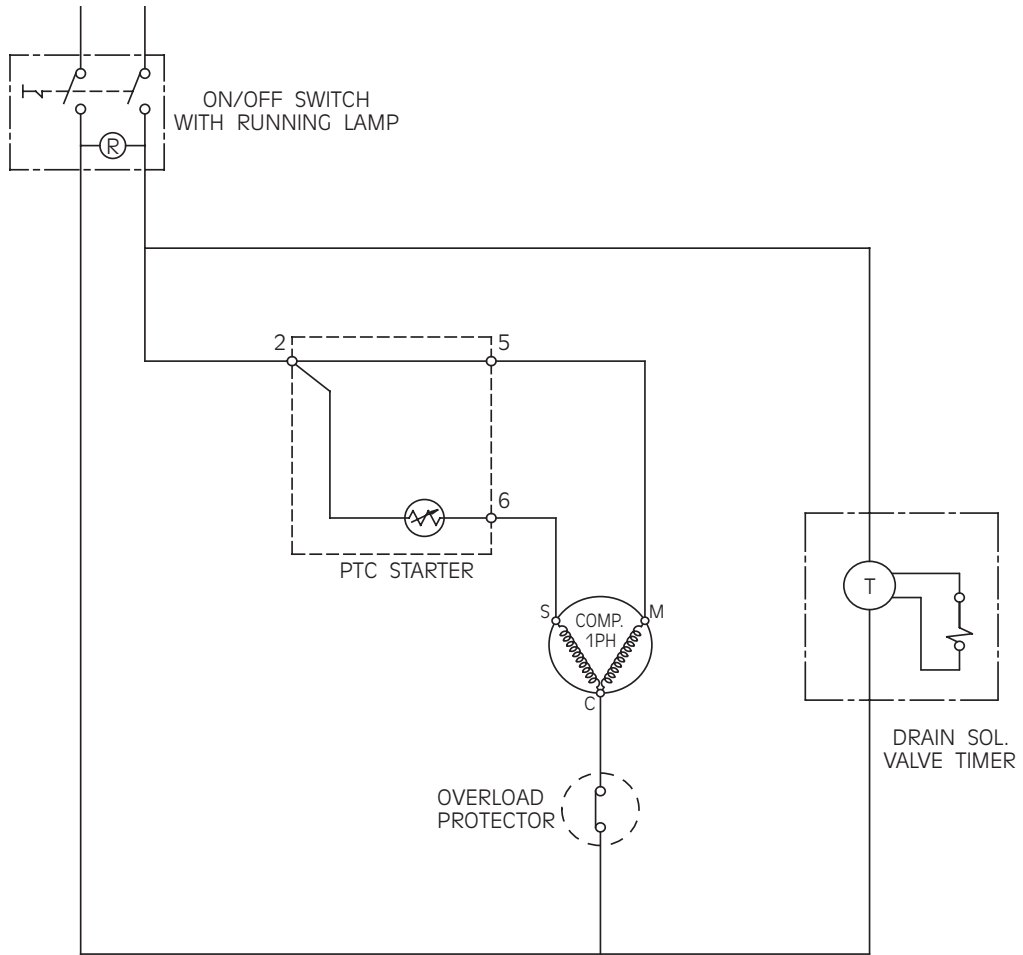 ON/OFF SWITCH
WITH RUNNING LAMP
R
2
5
6
PTC STARTER
S
M
COMP.
1PH
C
T
DRAIN SOL.
VALVE TIMER
OVERLOAD
PROTECTOR